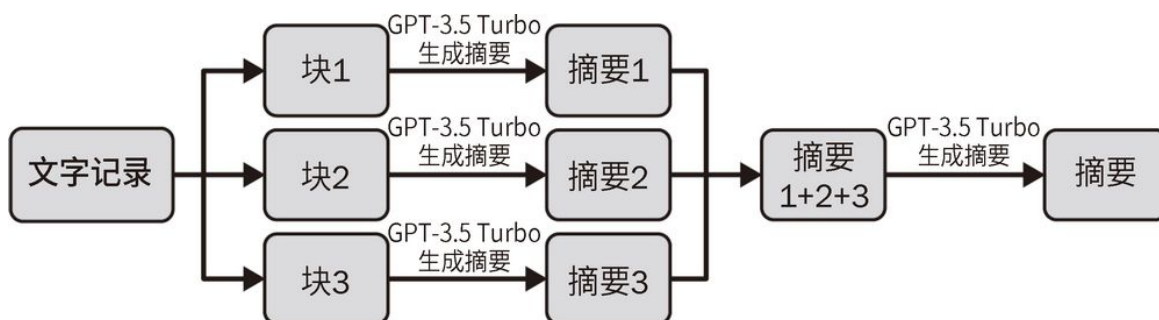 文字记录
块1
GPT-3.5 Turbo
生成摘要
摘要1
块2
GPT-3.5 Turbo
生成摘要
摘要2
块3
GPT-3.5 Turbo
生成摘要
摘要3
摘要
1+2+3
GPT-3.5 Turbo
生成摘要
摘要